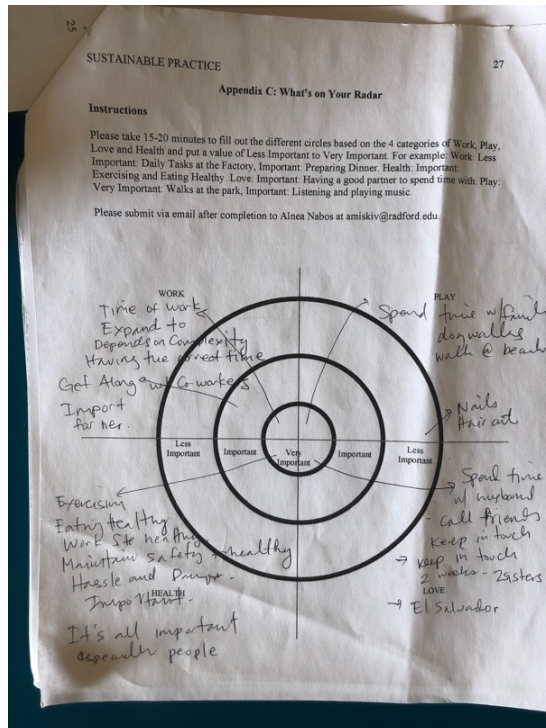 25
SUSTAINABLE PRACTICE 27
Appendix C: What's on Your Radar
Instructions
Please take 15-20 minutes to fill out the different circles based on the 4 categories of Work, Play,
Love and Health and put a value of Less Important to Very Important. For example: Work: Less
Important: Daily Tasks at the Factory, Important: Preparing Dinner. Health: Important:
Exercising and Eating Healthy Love: Important: Having a good partner to spend time with. Play:
Very Important: Walks at the park, Important: Listening and playing music.
Please submit via email after completion to Alnea Nabos at amiskiv@radford.edu.
WORK
Time of work
Expand to
Depends on Complexity
Having the correct time
Get Along w/ Co-workers
Import
for her.
PLAY
Spend time w/
dog walks
walk @ beach
Nails
Hair cut
Less
Important
Important
Very
Important
Important
Less
Important
Exercising
Eating Healthy
Work Site healthy
Maintain safety + healthy
Hassle and
Important.
HEALTH
It's all important
people
Spend time
w/ husband
- call friends
Keep in touch
→ keep in touch
2 weeks - 2 sisters
LOVE
→ El Salvador